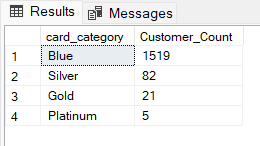 Results Messages
card_category Customer_Count
1 Blue 1519
2 Silver 82
3 Gold 21
4 Platinum 5